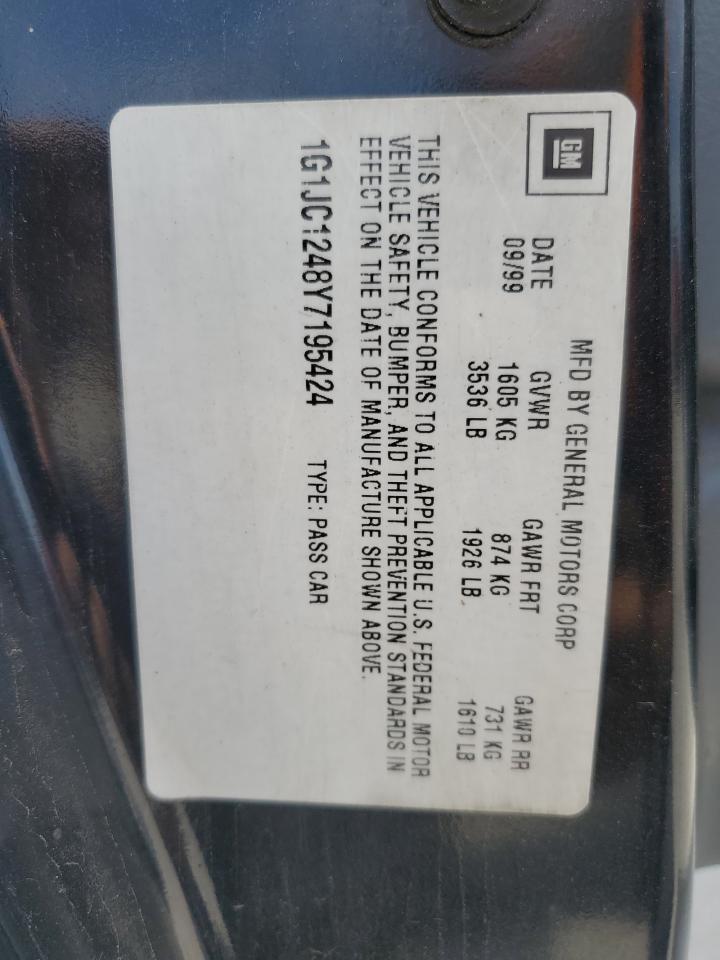 GM
MFD BY GENERAL MOTORS CORP
DATE GVWR GAWR FRT GAWR RR
09/99 1605 KG 874 KG 731 KG
3536 LB 1926 LB 1610 LB
THIS VEHICLE CONFORMS TO ALL APPLICABLE U.S. FEDERAL MOTOR
VEHICLE SAFETY, BUMPER, AND THEFT PREVENTION STANDARDS IN
EFFECT ON THE DATE OF MANUFACTURE SHOWN ABOVE.
1G1JC1248Y7195424 TYPE: PASS CAR